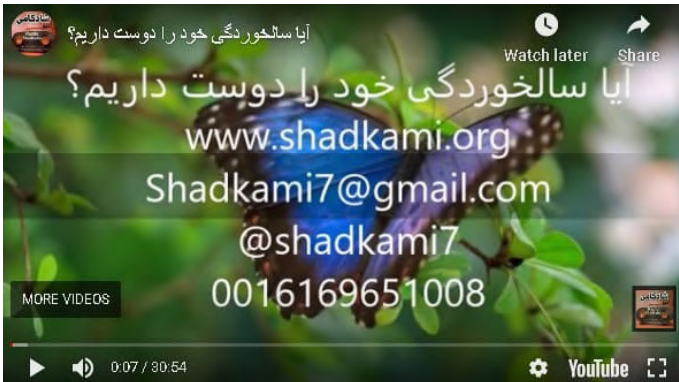 آیا سالخوردگی خود را دوست داریم؟
Watch later
Share
آیا سالخوردگی خود را دوست داریم؟
www.shadkami.org
Shadkami7@gmail.com
@shadkami7
0016169651008
MORE VIDEOS
0:07 / 30:54
YouTube